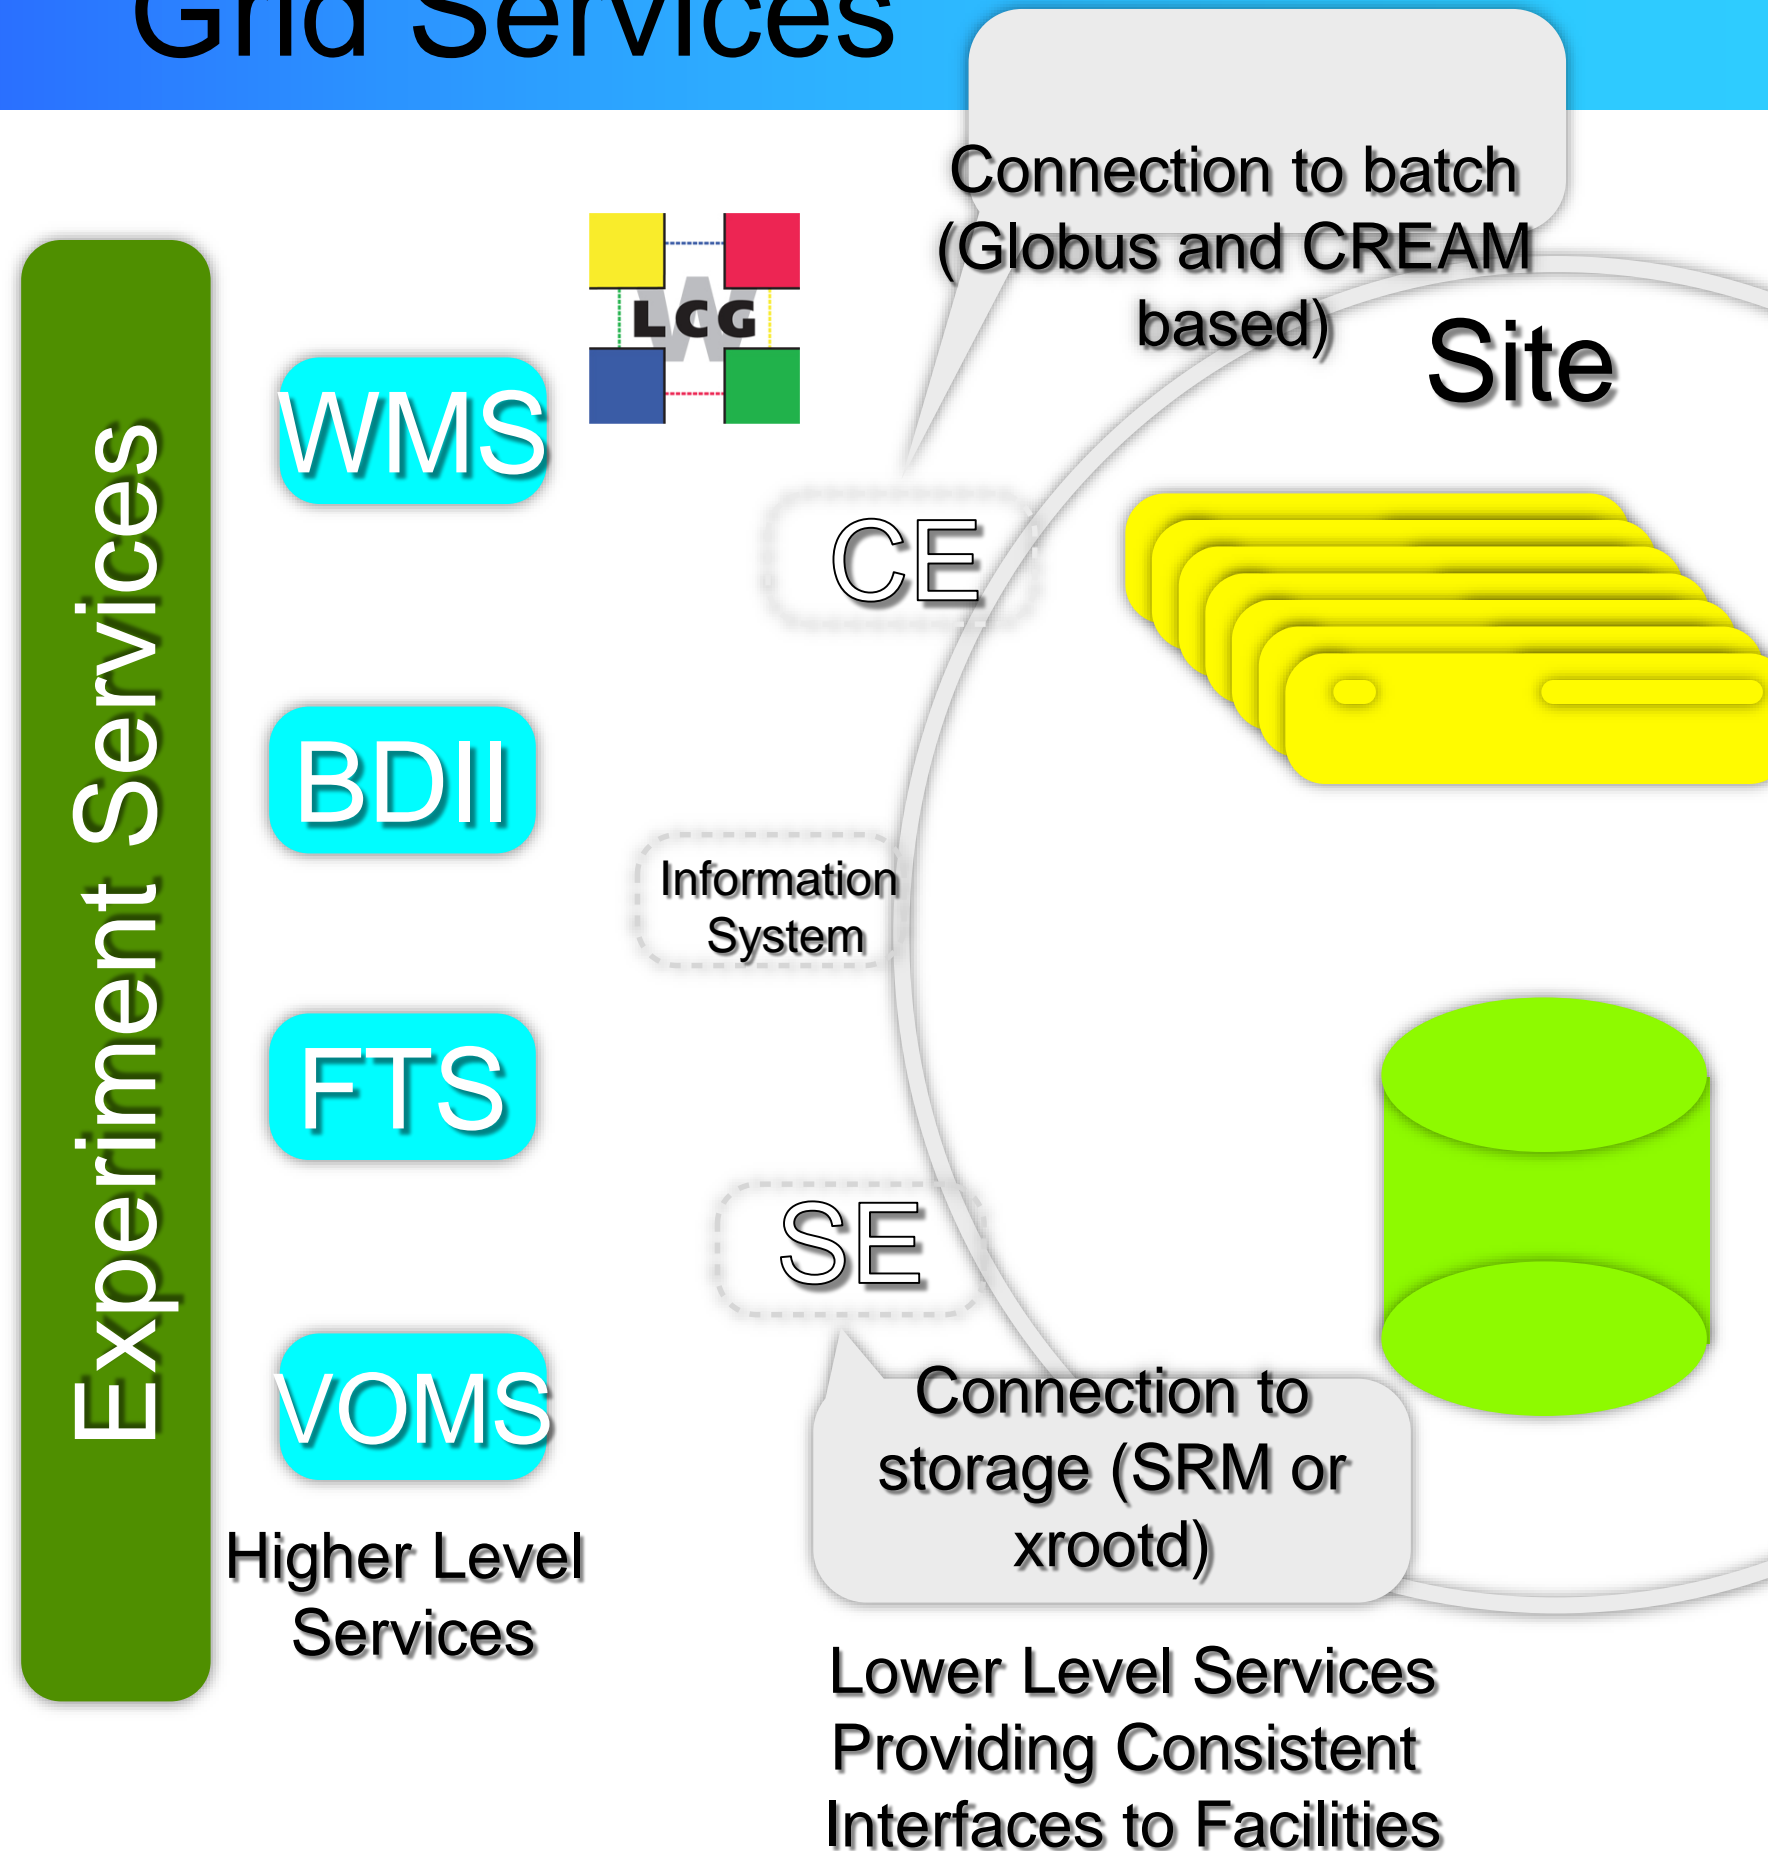 Grid Services
Connection to batch
(Globus and CREAM
based)
Site
LCG
W
WMS
CE
Experiment Services
BDII
Information
System
FTS
SE
VOMS
Connection to
storage (SRM or
xrootd)
Higher Level
Services
Lower Level Services
Providing Consistent
Interfaces to Facilities